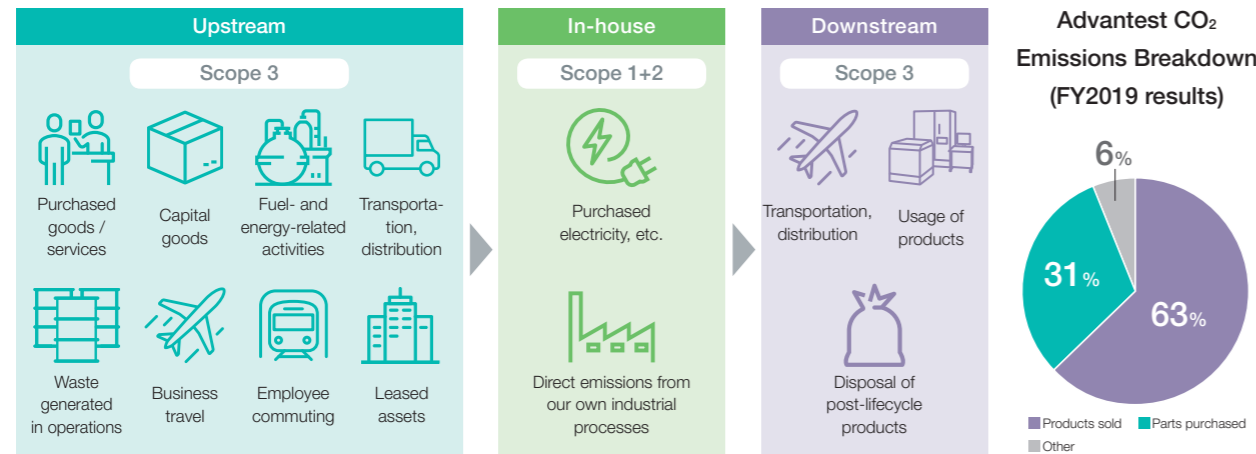 Upstream
Scope 3
Purchased
goods /
services
Capital
goods
Fuel- and
energy-related
activities
Transporta-
tion,
distribution
Waste
generated
in operations
Business
travel
Employee
commuting
Leased
assets
In-house
Scope 1+2
Purchased
electricity, etc.
Direct emissions from
our own industrial
processes
Downstream
Scope 3
Transportation,
distribution
Usage of
products
Disposal of
post-lifecycle
products
Advantest CO₂
Emissions Breakdown
(FY2019 results)
6%
31%
63%
Products sold
Parts purchased
Other